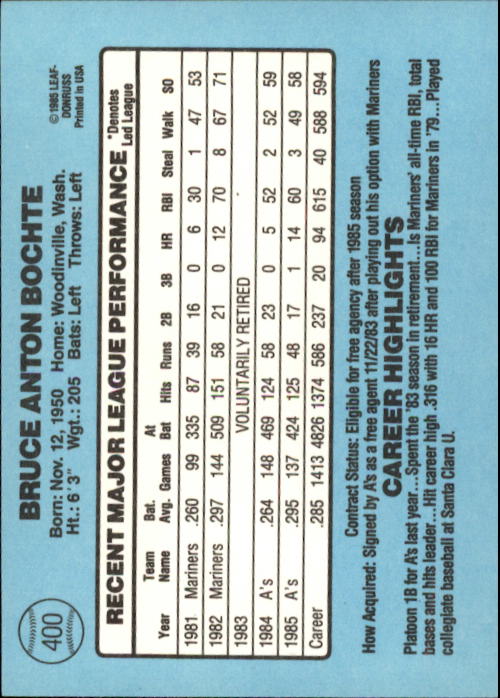 400
BRUCE ANTON BOCHTE
Born: Nov. 12, 1950 Home: Woodinville, Wash.
Ht.: 6'3" Wgt.: 205 Bats: Left Throws: Left
©1985 LEAF-
DONRUSS
Printed in USA
RECENT MAJOR LEAGUE PERFORMANCE
*Denotes
Led League
Year Team Name Bat. Avg. Games At Bat Hits Runs 2B 3B HR RBI Steal Walk SO
1981 Mariners .260 99 335 87 39 16 0 6 30 1 47 53
1982 Mariners .297 144 509 151 58 21 0 12 70 8 67 71
1983 VOLUNTARILY RETIRED
1984 A's .264 148 469 124 58 23 0 5 52 2 52 59
1985 A's .295 137 424 125 48 17 1 14 60 3 49 58
Career .285 1413 4826 1374 586 237 20 94 615 40 588 594
Contract Status: Eligible for free agency after 1985 season
How Acquired: Signed by A's as a free agent 11/22/83 after playing out his option with Mariners
CAREER HIGHLIGHTS
Platoon 1B for A's last year...Spent the '83 season in retirement...Is Mariners' all-time RBI, total
bases and hits leader...Hit career high .316 with 16 HR and 100 RBI for Mariners in '79...Played
collegiate baseball at Santa Clara U.